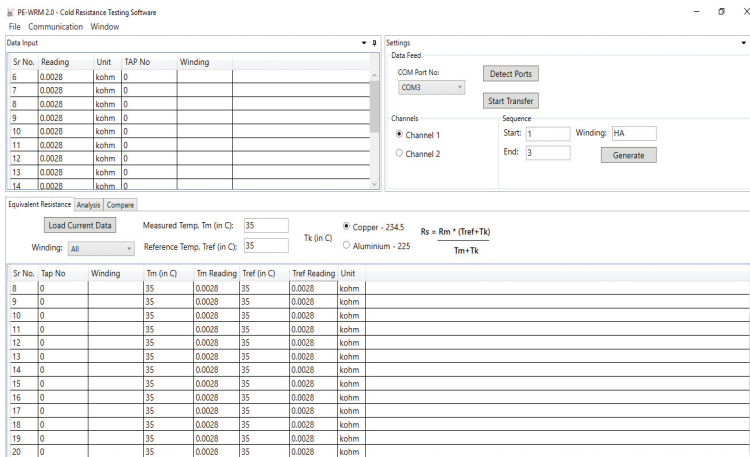 PE-WRM 2.0 - Cold Resistance Testing Software
File Communication Window
Data Input
Sr No. Reading Unit TAP No Winding
6 0.0028 kohm 0
7 0.0028 kohm 0
8 0.0028 kohm 0
9 0.0028 kohm 0
10 0.0028 kohm 0
11 0.0028 kohm 0
12 0.0028 kohm 0
13 0.0028 kohm 0
14 0.0028 kohm 0
Settings
Data Feed
COM Port No:
COM3
Detect Ports
Start Transfer
Channels
Channel 1
Channel 2
Sequence
Start: 1 Winding: HA
End: 3 Generate
Equivalent Resistance Analysis Compare
Load Current Data Measured Temp, Tm (in C): 35
Winding: All Reference Temp, Tref (in C): 35
Tk (in C)
Copper - 234.5
Aluminium - 225
Rs = Rm * (Tref+Tk)
Tm+Tk
Sr No. Tap No Winding Tm (in C) Tm Reading Tref (in C) Tref Reading Unit
8 0 35 0.0028 35 0.0028 kohm
9 0 35 0.0028 35 0.0028 kohm
10 0 35 0.0028 35 0.0028 kohm
11 0 35 0.0028 35 0.0028 kohm
12 0 35 0.0028 35 0.0028 kohm
13 0 35 0.0028 35 0.0028 kohm
14 0 35 0.0028 35 0.0028 kohm
15 0 35 0.0028 35 0.0028 kohm
16 0 35 0.0028 35 0.0028 kohm
17 0 35 0.0028 35 0.0028 kohm
18 0 35 0.0028 35 0.0028 kohm
19 0 35 0.0028 35 0.0028 kohm
20 0 35 0.0028 35 0.0028 kohm